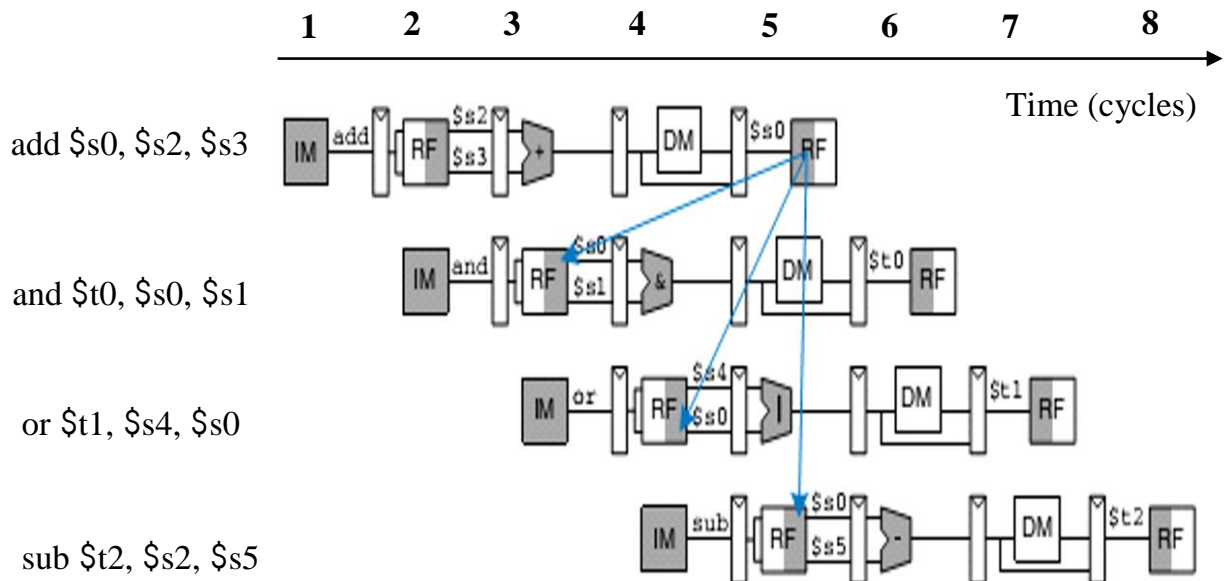 1 2 3 4 5 6 7 8
Time (cycles)
add $s0, $s2, $s3
IM add RF $s2 $s3 + DM $s0 RF
and $t0, $s0, $s1
IM and RF $s0 $s1 & DM $t0 RF
or $t1, $s4, $s0
IM or RF $s4 $s0 | DM $t1 RF
sub $t2, $s2, $s5
IM sub RF $s0 $s5 - DM $t2 RF